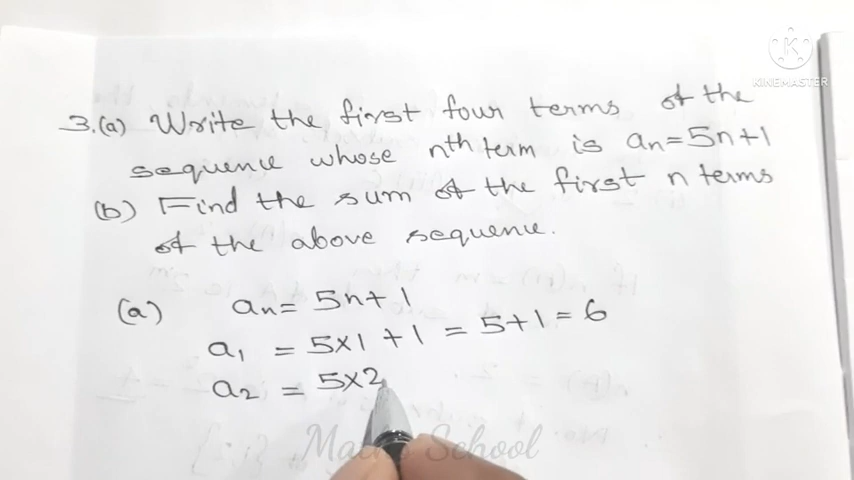 KINEMASTER
3.(a) Write the first four terms of the
sequence whose nth term is an=5n+1
(b) Find the sum of the first n terms
of the above sequence.
(a) an= 5n+1
a1 = 5×1 +1 = 5+1 = 6
a2 = 5×2
Maths School